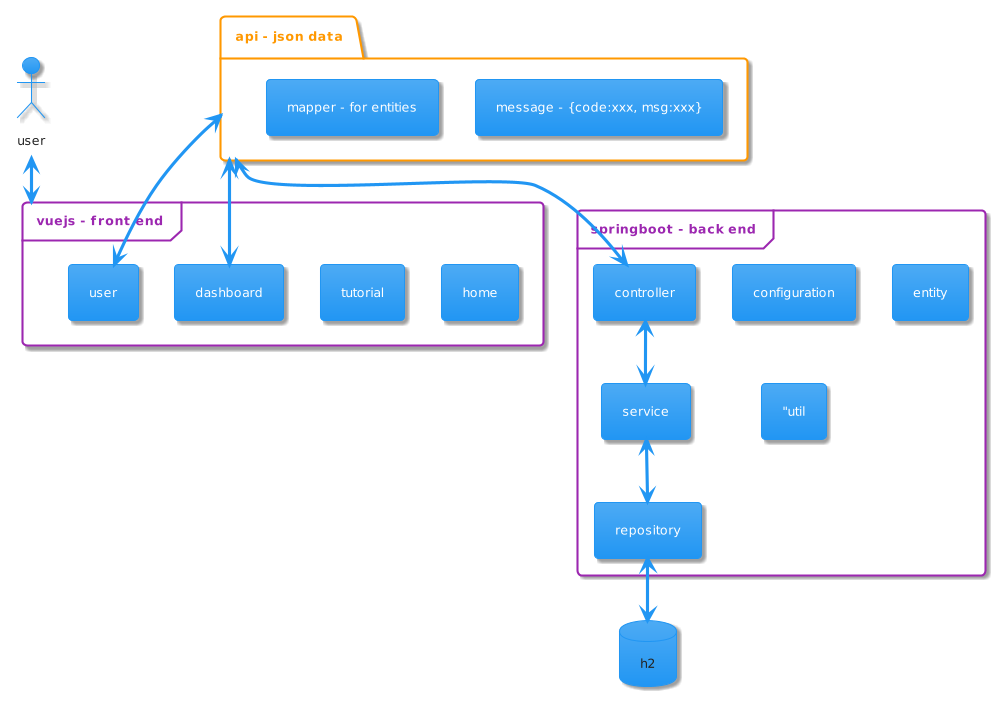 api - json data
mapper - for entities
message - {code:xxx, msg:xxx}
user
vuejs - front end
user
dashboard
tutorial
home
springboot - back end
controller
configuration
entity
service
"util
repository
h2